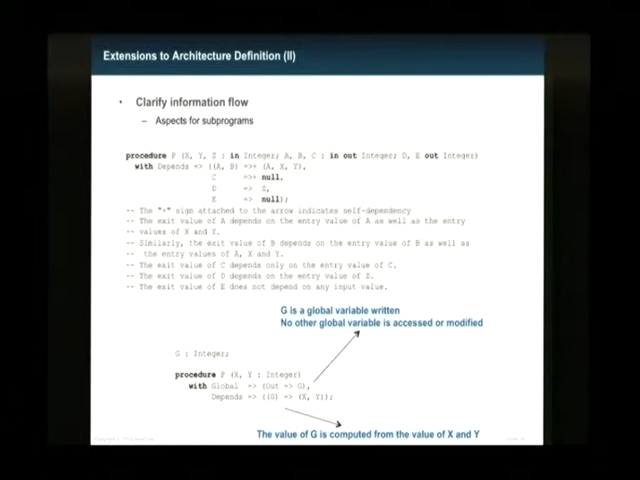 Extensions to Architecture Definition (II)
• Clarify information flow
– Aspects for subprograms
procedure P (X, Y, Z : in Integer; A, B, C : in out Integer; D, E out Integer)
with Depends => ((A, B) =>+ (A, X, Y),
C =>+ null,
D => Z,
E => null);
-- The "+" sign attached to the arrow indicates self-dependency
-- The exit value of A depends on the entry value of A as well as the entry
-- values of X and Y.
-- Similarly, the exit value of B depends on the entry value of B as well as
-- the entry values of A, X and Y.
-- The exit value of C depends only on the entry value of C.
-- The exit value of D depends on the entry value of Z.
-- The exit value of E does not depend on any input value.
G is a global variable written
No other global variable is accessed or modified
G : Integer;
procedure P (X, Y : Integer)
with Global => (Out => G),
Depends => ((G) => (X, Y));
The value of G is computed from the value of X and Y